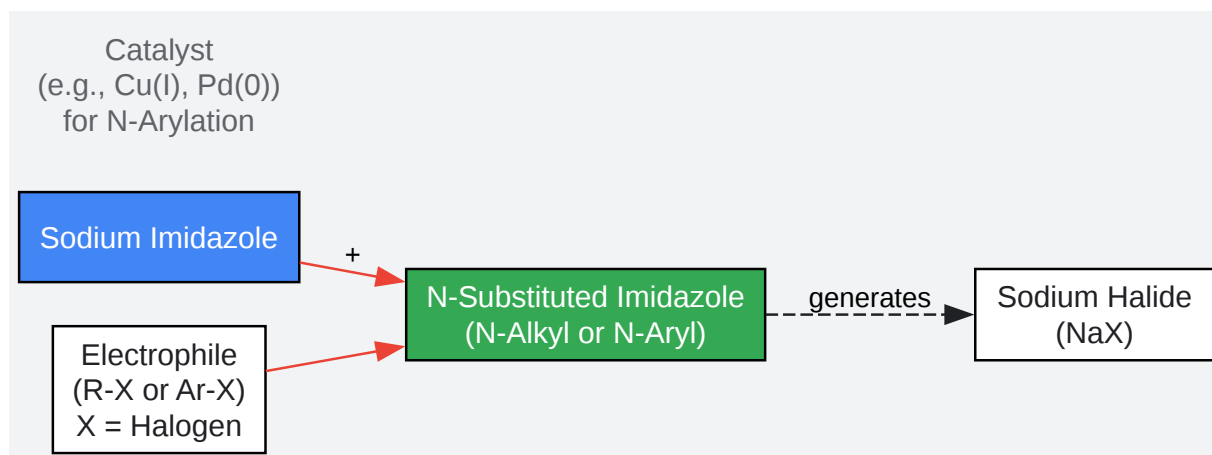 Catalyst
(e.g., Cu(I), Pd(0))
for N-Arylation
Sodium Imidazole
+
Electrophile
(R-X or Ar-X)
X = Halogen
N-Substituted Imidazole
(N-Alkyl or N-Aryl)
generates
Sodium Halide
(NaX)